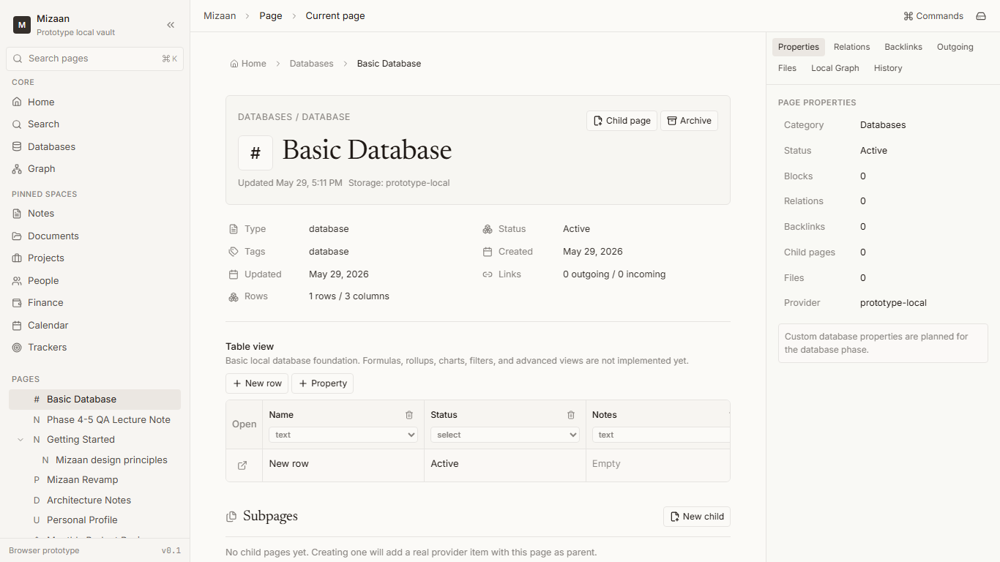 M
Mizaan
Prototype local vault
Search pages
⌘ K
CORE
Home
Search
Databases
Graph
PINNED SPACES
Notes
Documents
Projects
People
Finance
Calendar
Trackers
PAGES
# Basic Database
N Phase 4-5 QA Lecture Note
N Getting Started
N Mizaan design principles
P Mizaan Revamp
D Architecture Notes
U Personal Profile
Browser prototype v0.1
Mizaan > Page > Current page
⌘ Commands
Home > Databases > Basic Database
DATABASES / DATABASE
Child page
Archive
# Basic Database
Updated May 29, 5:11 PM Storage: prototype-local
Type database
Status Active
Tags database
Created May 29, 2026
Updated May 29, 2026
Links 0 outgoing / 0 incoming
Rows 1 rows / 3 columns
Table view
Basic local database foundation. Formulas, rollups, charts, filters, and advanced views are not implemented yet.
+ New row + Property
Open Name Status Notes
text select text
New row Active Empty
Subpages
New child
No child pages yet. Creating one will add a real provider item with this page as parent.
Properties Relations Backlinks Outgoing
Files Local Graph History
PAGE PROPERTIES
Category Databases
Status Active
Blocks 0
Relations 0
Backlinks 0
Child pages 0
Files 0
Provider prototype-local
Custom database properties are planned for
the database phase.